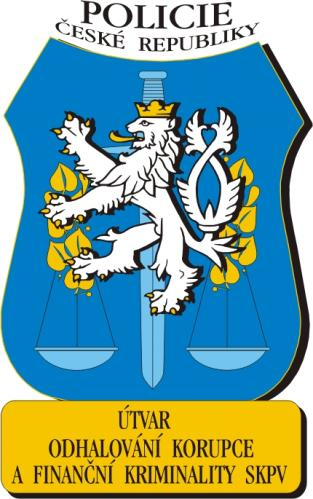 POLICIE
ČESKÉ REPUBLIKY
ÚTVAR
ODHALOVÁNÍ KORUPCE
A FINANČNÍ KRIMINALITY SKPV